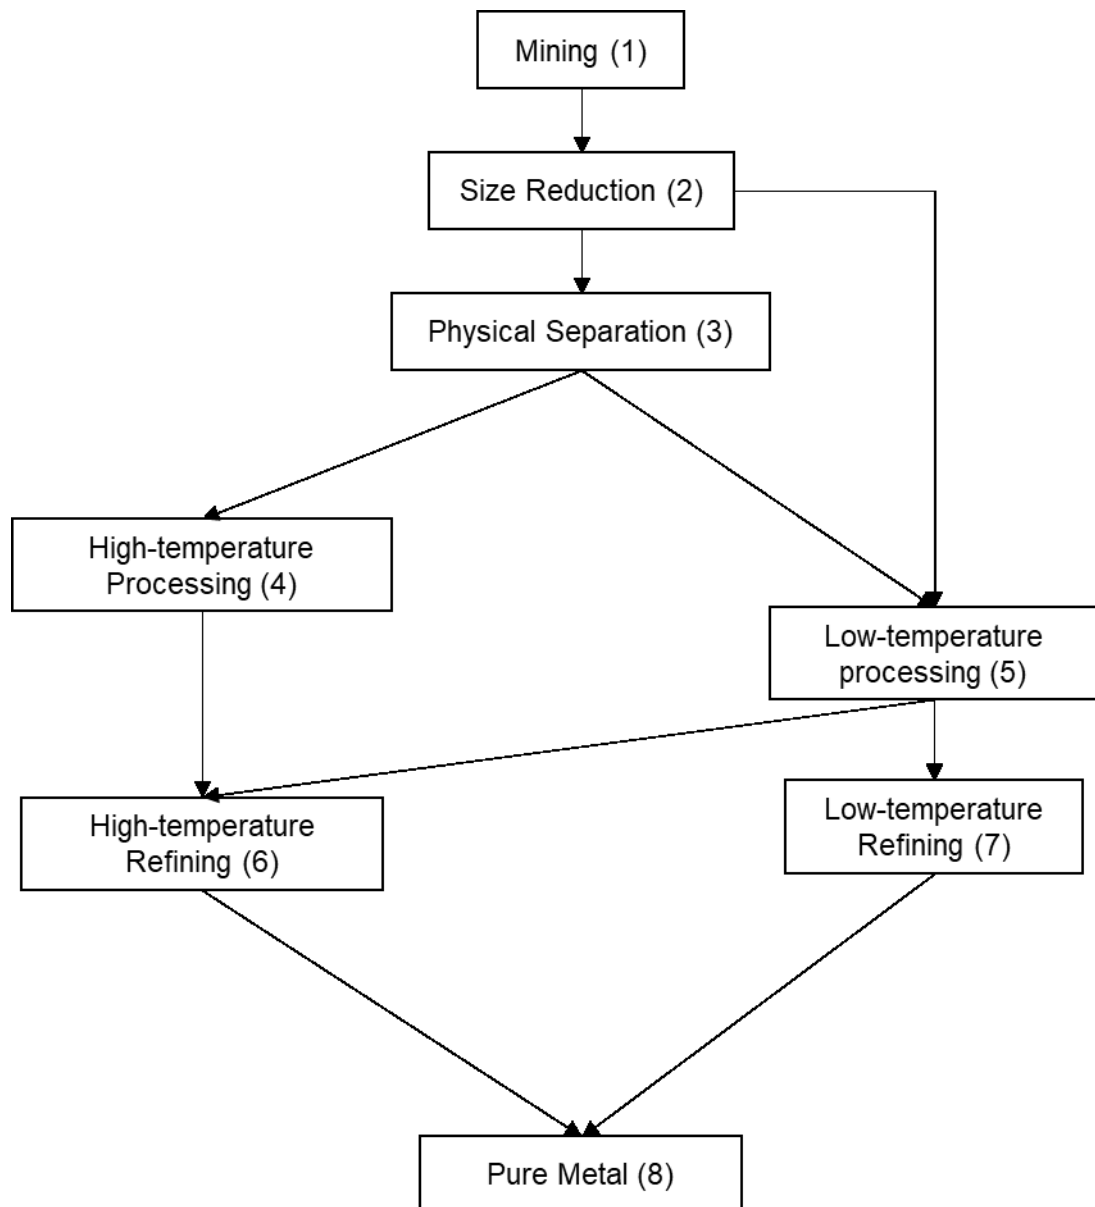 Mining (1)
Size Reduction (2)
Physical Separation (3)
High-temperature
Processing (4)
Low-temperature
processing (5)
High-temperature
Refining (6)
Low-temperature
Refining (7)
Pure Metal (8)